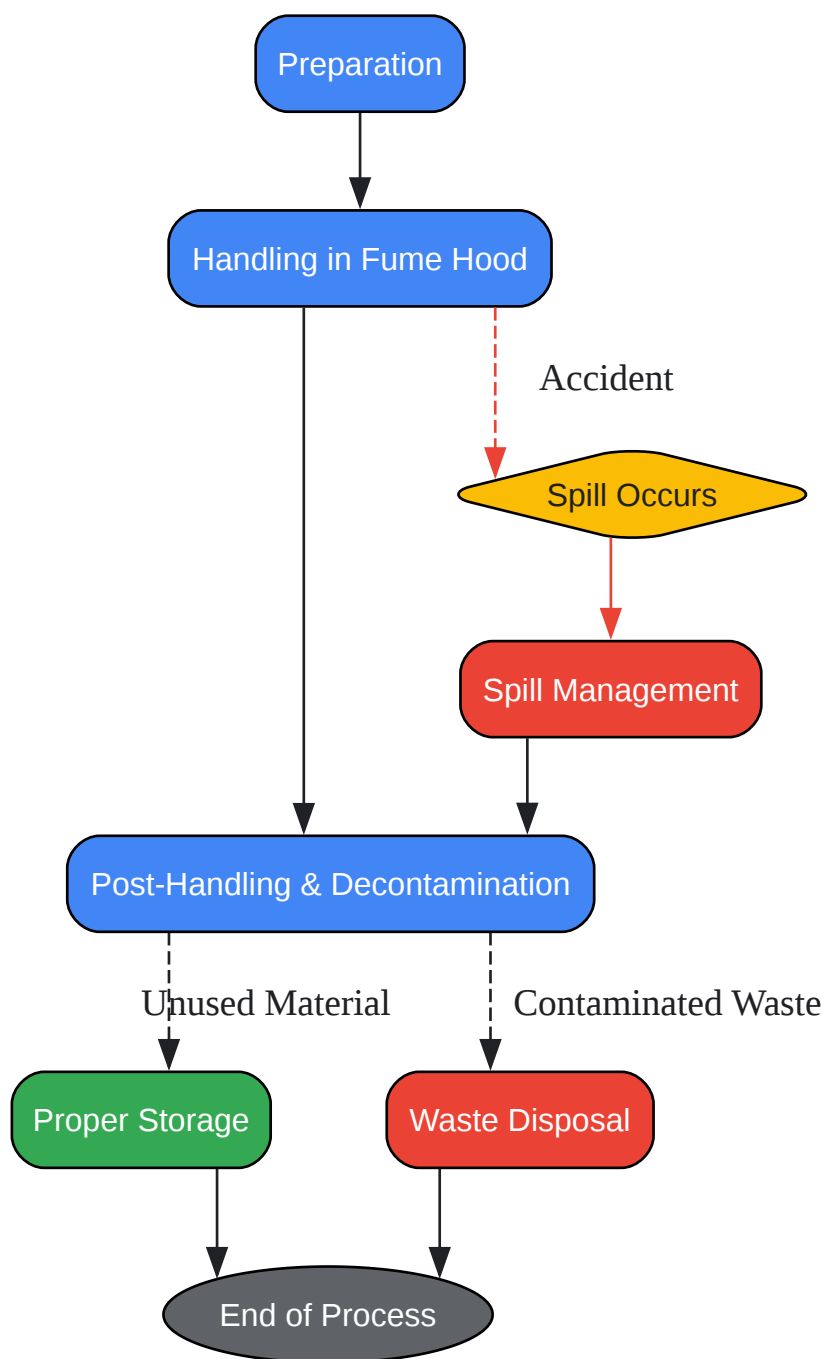 Preparation
Handling in Fume Hood
Accident
Spill Occurs
Spill Management
Post-Handling & Decontamination
Unused Material
Contaminated Waste
Proper Storage
Waste Disposal
End of Process